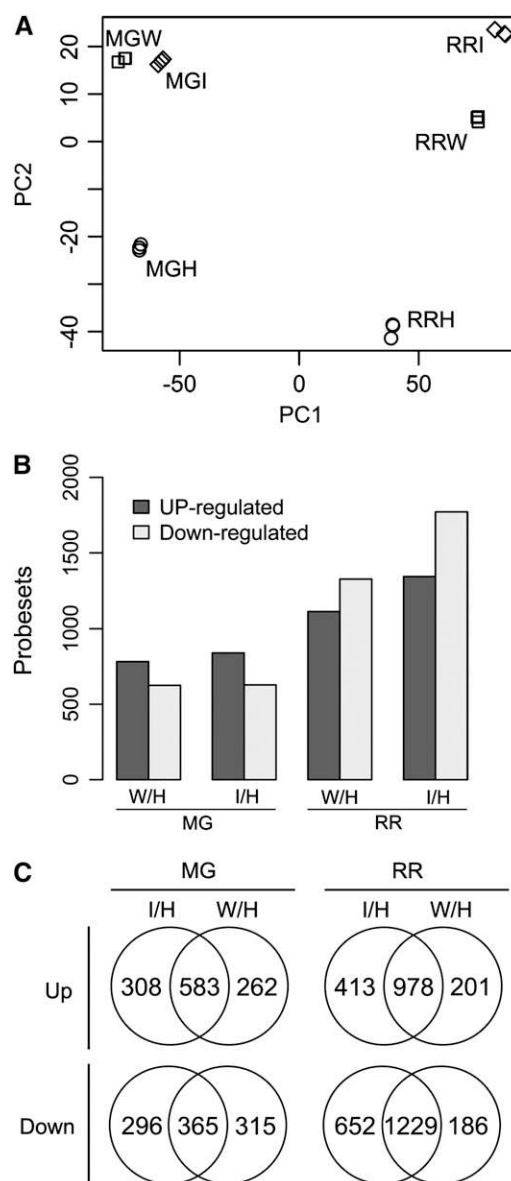 A
MGW
MGI
RRI
RRW
MGH
RRH
20
10
0
-20
-40
PC2
-50
0
50
PC1
B
UP-regulated
Down-regulated
2000
1500
1000
500
0
Probesets
W/H
I/H
W/H
I/H
MG
RR
C
MG
RR
I/H
W/H
I/H
W/H
Up
308
583
262
413
978
201
Down
296
365
315
652
1229
186